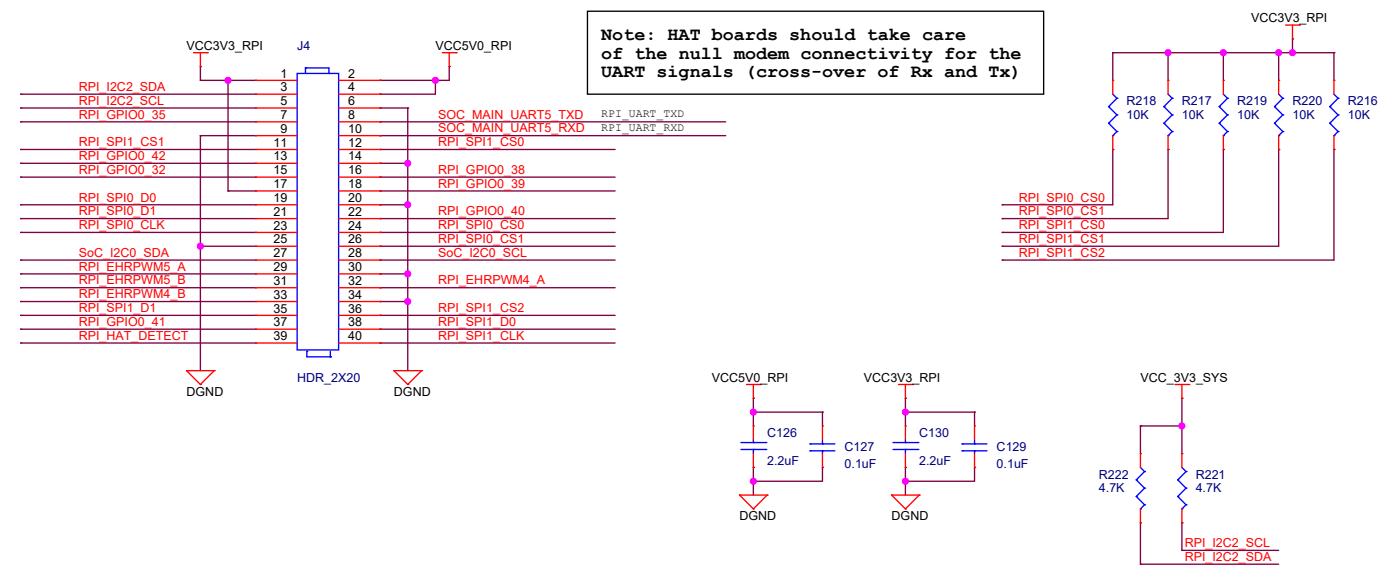 VCC3V3_RPI
J4
VCC5V0_RPI
1
2
RPI_I2C2_SDA
3
4
RPI_I2C2_SCL
5
6
RPI_GPIO0_35
7
8
SOC_MAIN_UART5_TXD
RPI_UART_TXD
9
10
SOC_MAIN_UART5_RXD
RPI_UART_RXD
RPI_SPI1_CS1
11
12
RPI_SPI1_CS0
RPI_GPIO0_42
13
14
RPI_GPIO0_32
15
16
RPI_GPIO0_38
17
18
RPI_GPIO0_39
RPI_SPI0_D0
19
20
RPI_SPI0_D1
21
22
RPI_GPIO0_40
RPI_SPI0_CLK
23
24
RPI_SPI0_CS0
25
26
RPI_SPI0_CS1
SoC_I2C0_SDA
27
28
SoC_I2C0_SCL
RPI_EHRPWM5_A
29
30
RPI_EHRPWM5_B
31
32
RPI_EHRPWM4_A
RPI_EHRPWM4_B
33
34
RPI_SPI1_D1
35
36
RPI_SPI1_CS2
RPI_GPIO0_41
37
38
RPI_SPI1_D0
RPI_HAT_DETECT
39
40
RPI_SPI1_CLK
HDR_2X20
DGND
DGND
Note: HAT boards should take care
of the null modem connectivity for the
UART signals (cross-over of Rx and Tx)
VCC3V3_RPI
R218
10K
R217
10K
R219
10K
R220
10K
R216
10K
RPI_SPI0_CS0
RPI_SPI0_CS1
RPI_SPI1_CS0
RPI_SPI1_CS1
RPI_SPI1_CS2
VCC5V0_RPI
C126
2.2uF
C127
0.1uF
DGND
VCC3V3_RPI
C130
2.2uF
C129
0.1uF
DGND
VCC_3V3_SYS
R222
4.7K
R221
4.7K
RPI_I2C2_SCL
RPI_I2C2_SDA